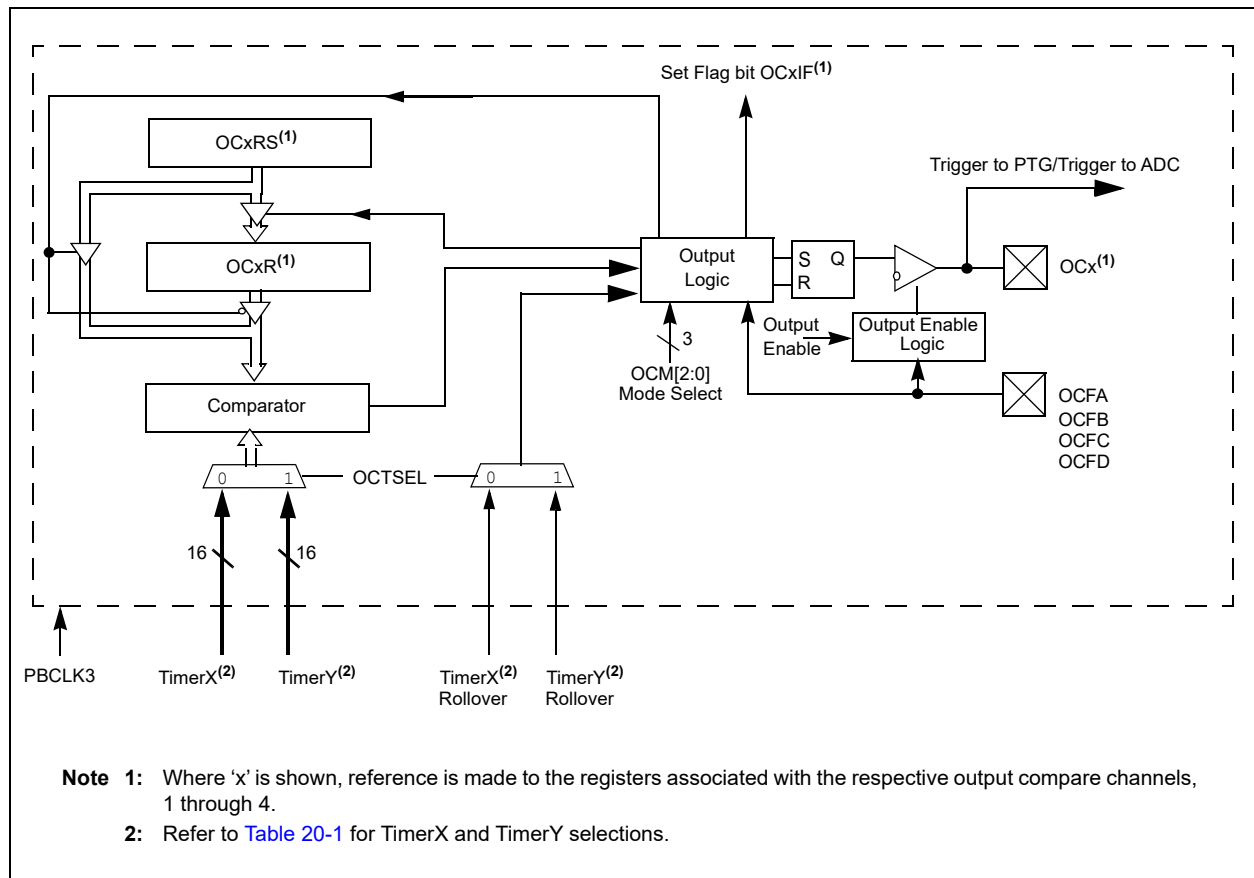 Set Flag bit OCxIF(1)
OCxRS(1)
Trigger to PTG/Trigger to ADC
OCxR(1)
Output
Logic
S Q
R
OCx(1)
Output
Enable
Output Enable
Logic
3
OCM[2:0]
Mode Select
Comparator
OCFA
OCFB
OCFC
OCFD
0 1
OCTSEL
0 1
16
16
PBCLK3
TimerX(2)
TimerY(2)
TimerX(2)
Rollover
TimerY(2)
Rollover
Note 1: Where ‘x’ is shown, reference is made to the registers associated with the respective output compare channels,
1 through 4.
2: Refer to Table 20-1 for TimerX and TimerY selections.